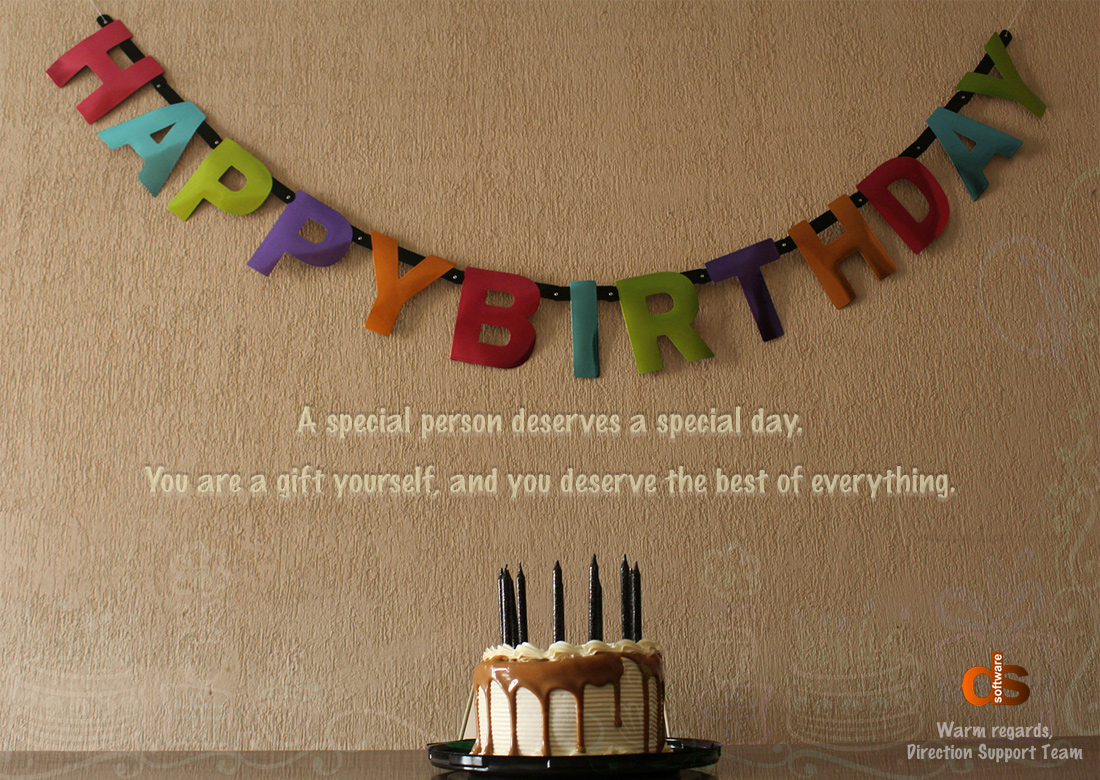 HAPPYBIRTHDAY
A special person deserves a special day.
You are a gift yourself, and you deserve the best of everything.
ds
software
Warm regards,
Direction Support Team